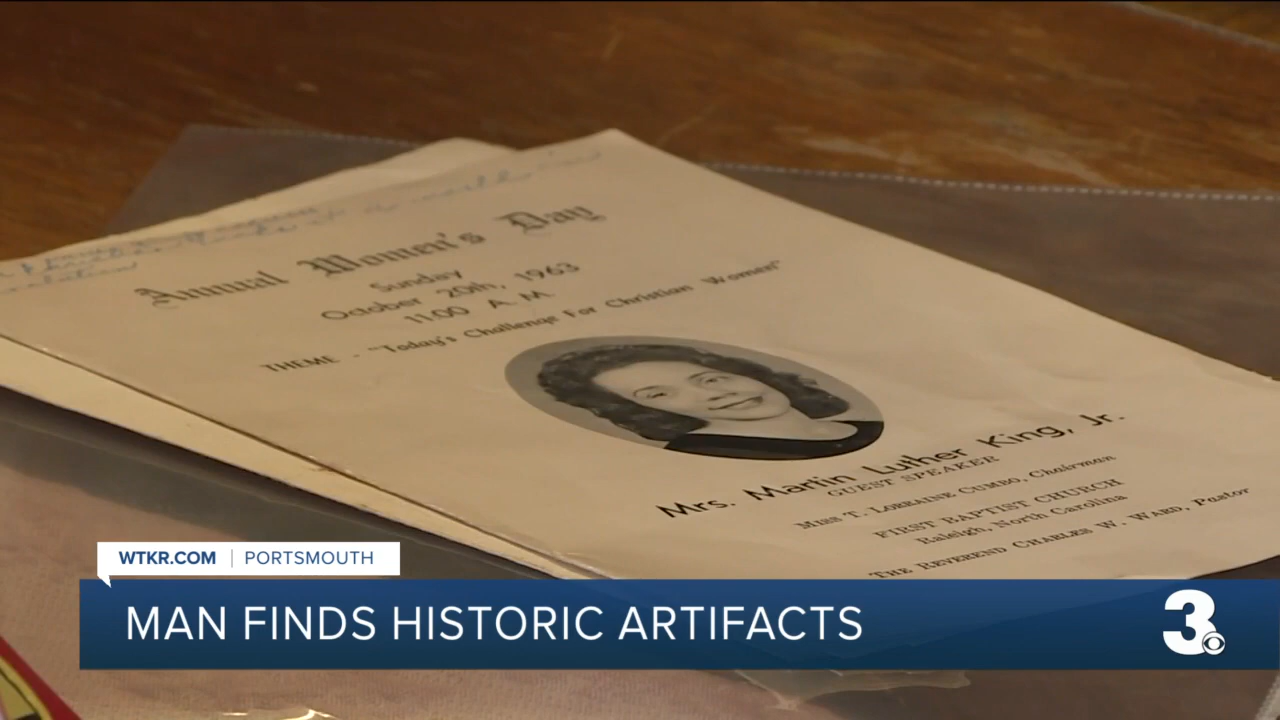 Annual Women's Day
Sunday
October 20th, 1963
11:00 A M
THEME - "Today's Challenge For Christian Women"
Mrs. Martin Luther King, Jr.
GUEST SPEAKER
MISS T. LORRAINE CUMBO, Chairman
FIRST BAPTIST CHURCH
Raleigh, North Carolina
THE REVEREND CHARLES W. WARD, Pastor
WTKR.COM | PORTSMOUTH
MAN FINDS HISTORIC ARTIFACTS
3